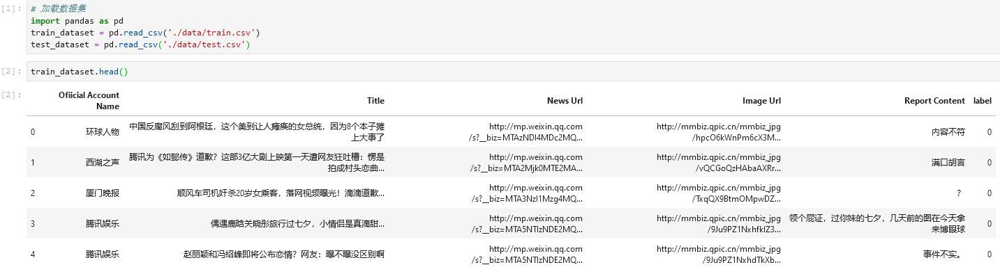 [1]:
# 加载数据集
import pandas as pd
train_dataset = pd.read_csv('./data/train.csv')
test_dataset = pd.read_csv('./data/test.csv')
[2]:
train_dataset.head()
[2]:
Ofiicial Account
Name
Title
News Url
Image Url
Report Content
label
0
环球人物
中国反腐风刮到阿根廷，这个美到让人瘫痪的女总统，因为8个本子摊
上大事了
http://mp.weixin.qq.com
/s?__biz=MTAzNDI4MDc2MQ...
http://mmbiz.qpic.cn/mmbiz_jpg
/hpcO6kWnPm6cX3M...
内容不符
0
1
西湖之声
腾讯为《如懿传》道歉？这部3亿大剧上映第一天遭网友狂吐槽：愣是
拍成村头恋曲...
http://mp.weixin.qq.com
/s?__biz=MTA2Mjk0MTE2MA...
http://mmbiz.qpic.cn/mmbiz_jpg
/vQCGoQzHAbaAXRr...
满口胡言
0
2
厦门晚报
顺风车司机奸杀20岁女乘客，落网视频曝光！滴滴道歉...
http://mp.weixin.qq.com
/s?__biz=MTA3NzI1Mzg4MQ...
http://mmbiz.qpic.cn/mmbiz_jpg
/TxqQX9BtmOMpwDZ...
？
0
3
腾讯娱乐
偶遇鹿晗关晓彤旅行过七夕，小情侣是真滴甜...
http://mp.weixin.qq.com
/s?__biz=MTA5NTIzNDE2MQ...
http://mmbiz.qpic.cn/mmbiz_jpg
/9Ju9PZ1NxhfkIZ3...
领个屁证，过你妹的七夕，几天前的图在今天拿
来博眼球
0
4
腾讯娱乐
赵丽颖和冯绍峰即将公布恋情？网友：曝不曝没区别啊
http://mp.weixin.qq.com
/s?__biz=MTA5NTIzNDE2MQ...
http://mmbiz.qpic.cn/mmbiz_jpg
/9Ju9PZ1NxhdTkXb...
事件不实。
0